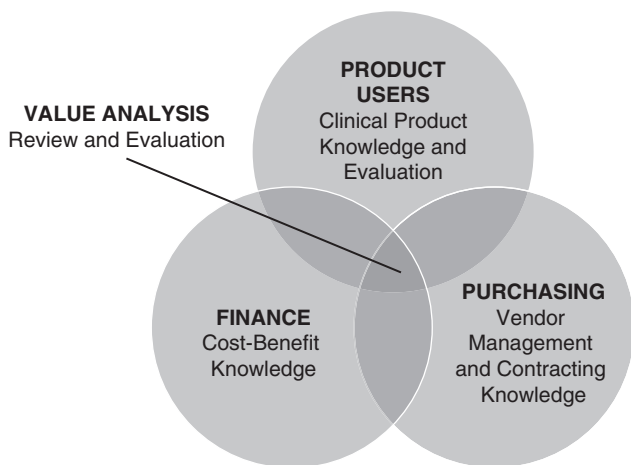 PRODUCT
USERS
Clinical Product
Knowledge and
Evaluation
VALUE ANALYSIS
Review and Evaluation
FINANCE
Cost-Benefit
Knowledge
PURCHASING
Vendor
Management
and Contracting
Knowledge